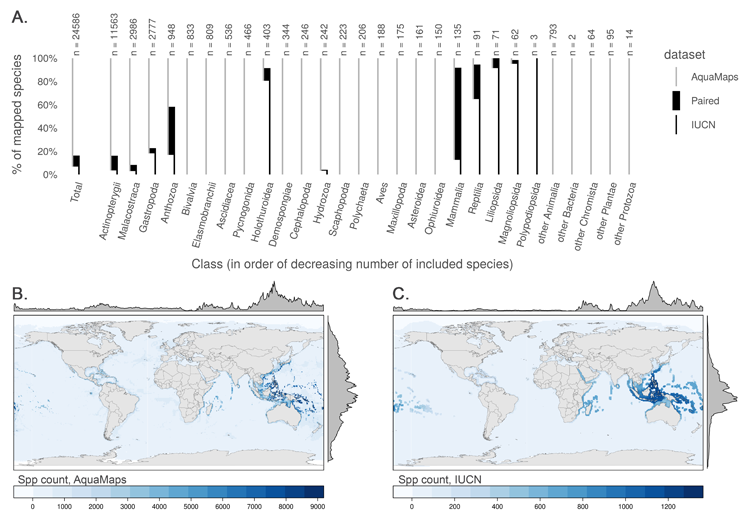 A.
n = 24586
n = 11563
n = 2986
n = 2777
n = 948
n = 833
n = 809
n = 536
n = 466
n = 403
n = 344
n = 246
n = 242
n = 223
n = 206
n = 188
n = 175
n = 161
n = 150
n = 135
n = 91
n = 71
n = 62
n = 3
n = 793
n = 2
n = 64
n = 95
n = 14
% of mapped species
100%
80%
60%
40%
20%
0%
dataset
AquaMaps
Paired
IUCN
Total
Actinopterygii
Malacostraca
Gastropoda
Anthozoa
Bivalvia
Elasmobranchii
Ascidiacea
Pycnogonida
Holothuroidea
Demospongiae
Cephalopoda
Hydrozoa
Scaphopoda
Polychaeta
Aves
Maxillopoda
Asteroidea
Ophiuroidea
Mammalia
Reptilia
Liliopsida
Magnoliopsida
Polypodiopsida
other Animalia
other Bacteria
other Chromista
other Plantae
other Protozoa
Class (in order of decreasing number of included species)
B.
Spp count, AquaMaps
0 1000 2000 3000 4000 5000 6000 7000 8000 9000
C.
Spp count, IUCN
0 200 400 600 800 1000 1200